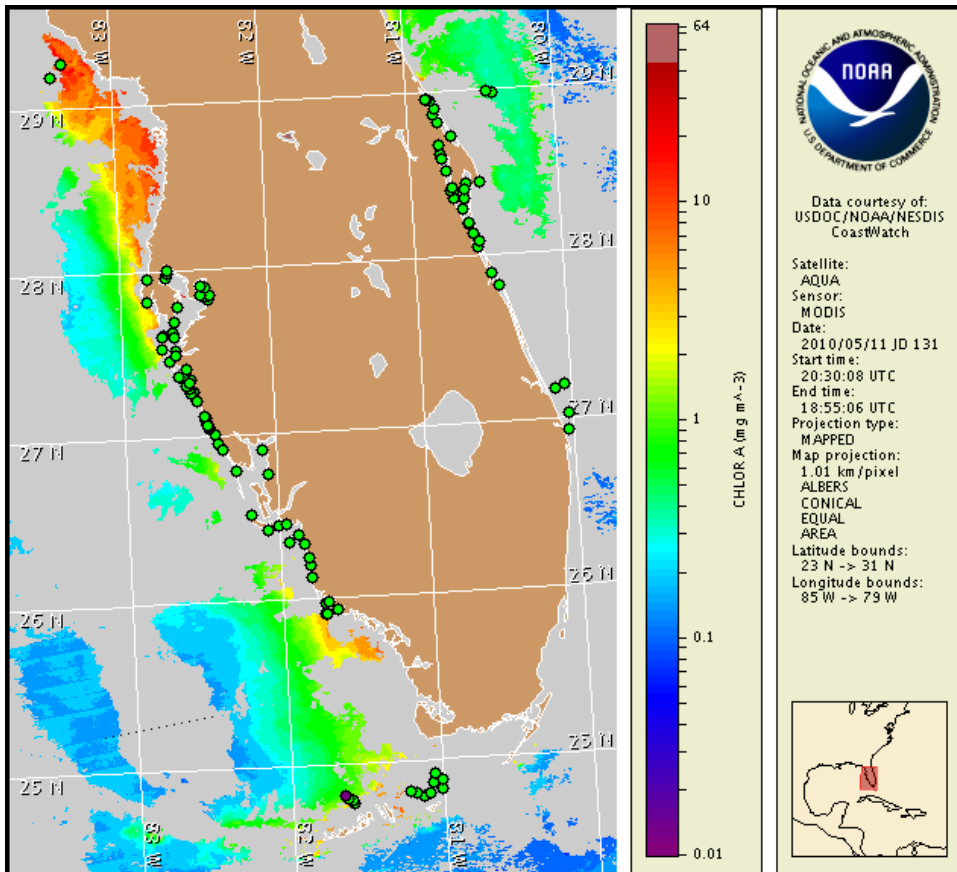 83 W
82 W
81 W
80 W
29 N
29 N
28 N
28 N
27 N
27 N
26 N
26 N
25 N
25 N
83 W
82 W
81 W
64
10
1
0.1
0.01
CHLOR A (mg m^-3)
NATIONAL OCEANIC AND ATMOSPHERIC ADMINISTRATION
NOAA
U.S. DEPARTMENT OF COMMERCE
Data courtesy of:
USDOC/NOAA/NESDIS
CoastWatch
Satellite:
AQUA
Sensor:
MODIS
Date:
2010/05/11 JD 131
Start time:
20:30:08 UTC
End time:
18:55:06 UTC
Projection type:
MAPPED
Map projection:
1.01 km/pixel
ALBERS
CONICAL
EQUAL
AREA
Latitude bounds:
23 N -> 31 N
Longitude bounds:
85 W -> 79 W